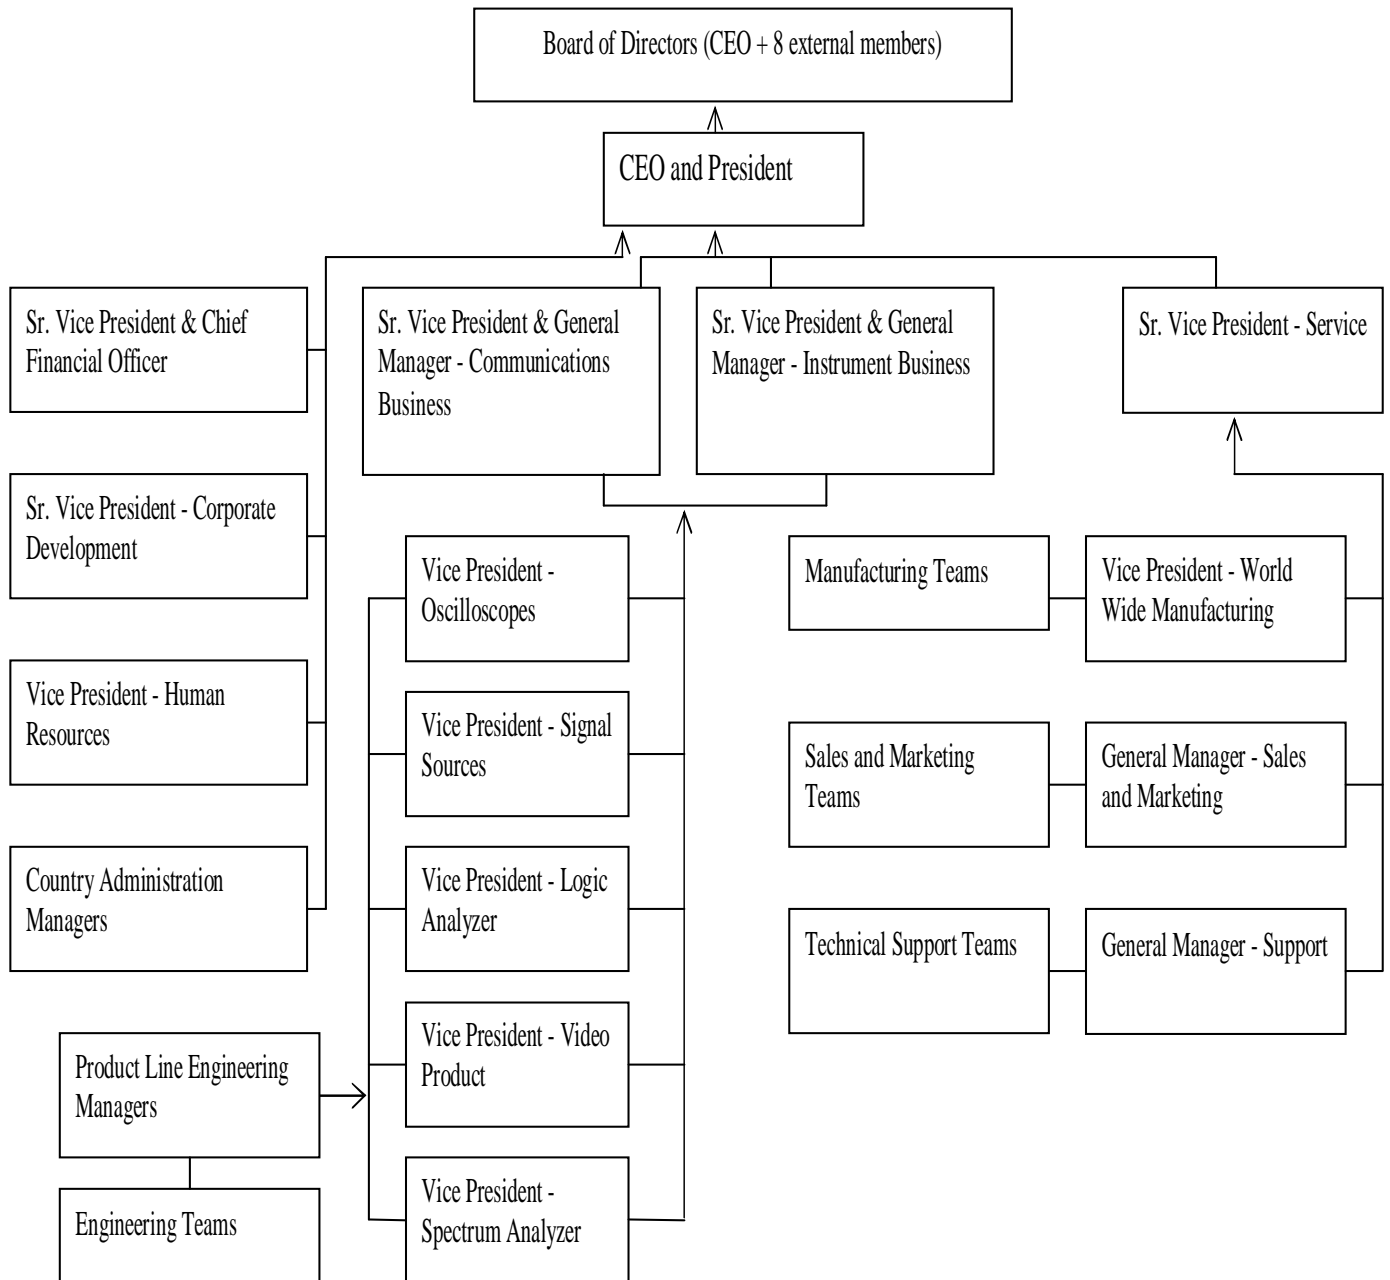 Board of Directors (CEO + 8 external members)
CEO and President
Sr. Vice President & Chief
Financial Officer
Sr. Vice President & General
Manager - Communications
Business
Sr. Vice President & General
Manager - Instrument Business
Sr. Vice President - Service
Sr. Vice President - Corporate
Development
Vice President - Human
Resources
Country Administration
Managers
Vice President -
Oscilloscopes
Vice President - Signal
Sources
Vice President - Logic
Analyzer
Vice President - Video
Product
Vice President -
Spectrum Analyzer
Manufacturing Teams
Vice President - World
Wide Manufacturing
Sales and Marketing
Teams
General Manager - Sales
and Marketing
Technical Support Teams
General Manager - Support
Product Line Engineering
Managers
Engineering Teams